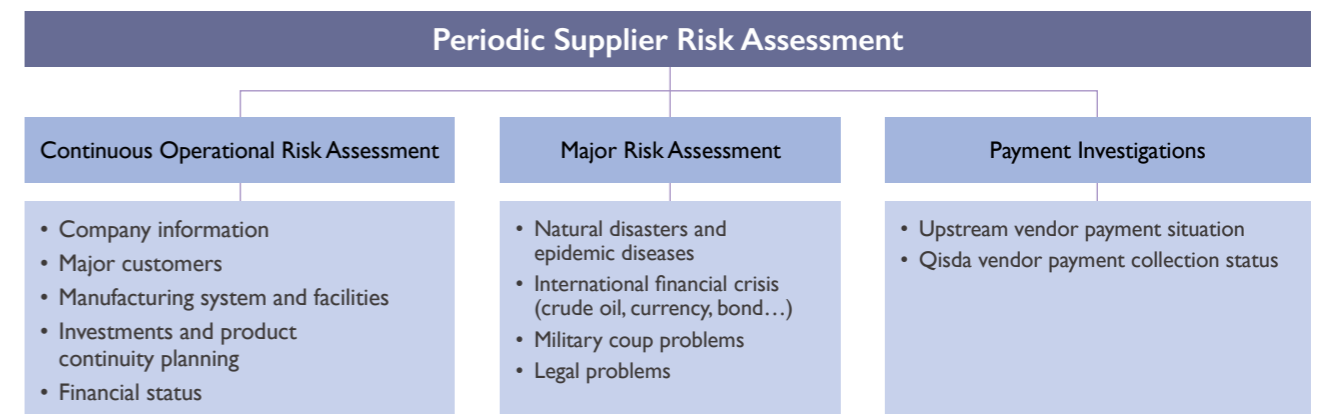 Periodic Supplier Risk Assessment
Continuous Operational Risk Assessment
• Company information
• Major customers
• Manufacturing system and facilities
• Investments and product
continuity planning
• Financial status
Major Risk Assessment
• Natural disasters and
epidemic diseases
• International financial crisis
(crude oil, currency, bond…)
• Military coup problems
• Legal problems
Payment Investigations
• Upstream vendor payment situation
• Qisda vendor payment collection status